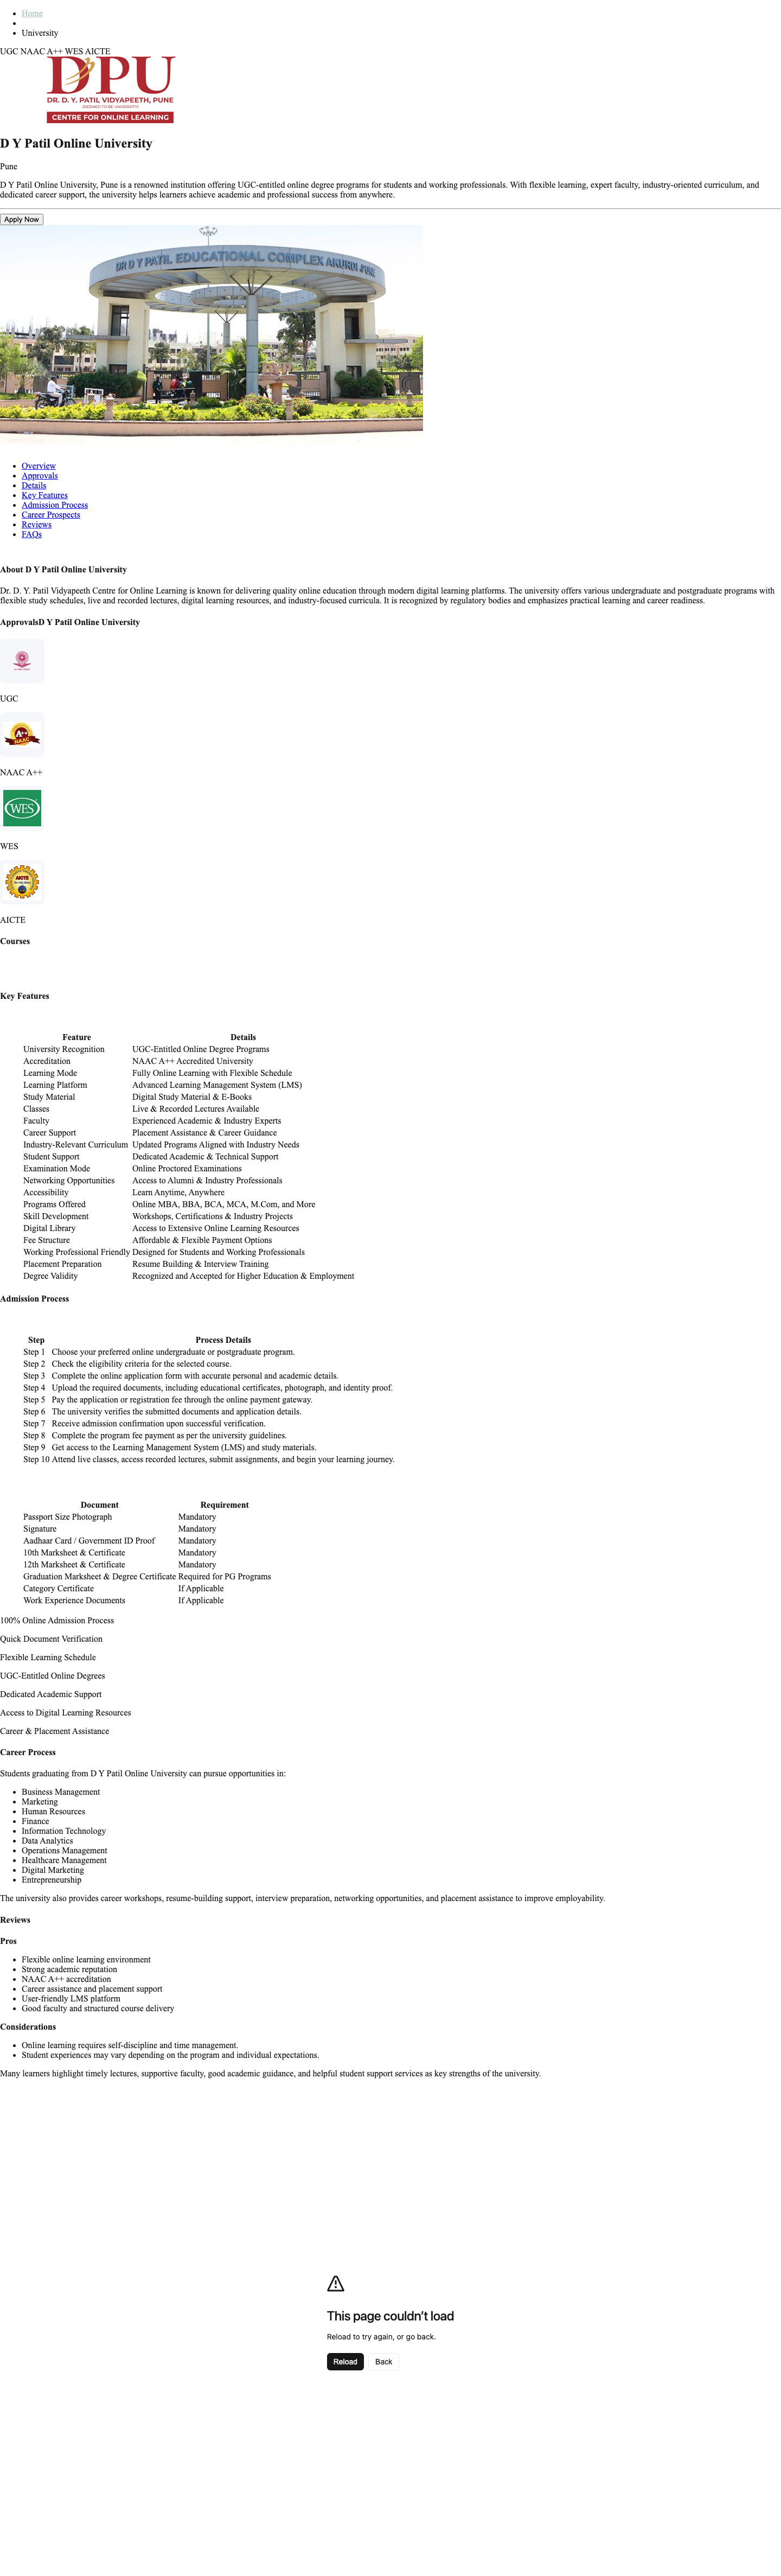 Home
University
UGC NAAC A++ WES AICTE
DPU
DR. D. Y. PATIL VIDYAPEETH, PUNE
(DEEMED TO BE UNIVERSITY)
CENTRE FOR ONLINE LEARNING
D Y Patil Online University
Pune
D Y Patil Online University, Pune is a renowned institution offering UGC-entitled online degree programs for students and working professionals. With flexible learning, expert faculty, industry-oriented curriculum, and
dedicated career support, the university helps learners achieve academic and professional success from anywhere.
Apply Now
DR D Y PATIL EDUCATIONAL COMPLEX AKURDI, PUNE
Overview
Approvals
Details
Key Features
Admission Process
Career Prospects
Reviews
FAQs
About D Y Patil Online University
Dr. D. Y. Patil Vidyapeeth Centre for Online Learning is known for delivering quality online education through modern digital learning platforms. The university offers various undergraduate and postgraduate programs with
flexible study schedules, live and recorded lectures, digital learning resources, and industry-focused curricula. It is recognized by regulatory bodies and emphasizes practical learning and career readiness.
ApprovalsD Y Patil Online University
UGC
A++
NAAC
NAAC A++
WES
WES
AICTE
AICTE
Courses
Key Features
Feature Details
University Recognition UGC-Entitled Online Degree Programs
Accreditation NAAC A++ Accredited University
Learning Mode Fully Online Learning with Flexible Schedule
Learning Platform Advanced Learning Management System (LMS)
Study Material Digital Study Material & E-Books
Classes Live & Recorded Lectures Available
Faculty Experienced Academic & Industry Experts
Career Support Placement Assistance & Career Guidance
Industry-Relevant Curriculum Updated Programs Aligned with Industry Needs
Student Support Dedicated Academic & Technical Support
Examination Mode Online Proctored Examinations
Networking Opportunities Access to Alumni & Industry Professionals
Accessibility Learn Anytime, Anywhere
Programs Offered Online MBA, BBA, BCA, MCA, M.Com, and More
Skill Development Workshops, Certifications & Industry Projects
Digital Library Access to Extensive Online Learning Resources
Fee Structure Affordable & Flexible Payment Options
Working Professional Friendly Designed for Students and Working Professionals
Placement Preparation Resume Building & Interview Training
Degree Validity Recognized and Accepted for Higher Education & Employment
Admission Process
Step Process Details
Step 1 Choose your preferred online undergraduate or postgraduate program.
Step 2 Check the eligibility criteria for the selected course.
Step 3 Complete the online application form with accurate personal and academic details.
Step 4 Upload the required documents, including educational certificates, photograph, and identity proof.
Step 5 Pay the application or registration fee through the online payment gateway.
Step 6 The university verifies the submitted documents and application details.
Step 7 Receive admission confirmation upon successful verification.
Step 8 Complete the program fee payment as per the university guidelines.
Step 9 Get access to the Learning Management System (LMS) and study materials.
Step 10 Attend live classes, access recorded lectures, submit assignments, and begin your learning journey.
Document Requirement
Passport Size Photograph Mandatory
Signature Mandatory
Aadhaar Card / Government ID Proof Mandatory
10th Marksheet & Certificate Mandatory
12th Marksheet & Certificate Mandatory
Graduation Marksheet & Degree Certificate Required for PG Programs
Category Certificate If Applicable
Work Experience Documents If Applicable
100% Online Admission Process
Quick Document Verification
Flexible Learning Schedule
UGC-Entitled Online Degrees
Dedicated Academic Support
Access to Digital Learning Resources
Career & Placement Assistance
Career Process
Students graduating from D Y Patil Online University can pursue opportunities in:
Business Management
Marketing
Human Resources
Finance
Information Technology
Data Analytics
Operations Management
Healthcare Management
Digital Marketing
Entrepreneurship
The university also provides career workshops, resume-building support, interview preparation, networking opportunities, and placement assistance to improve employability.
Reviews
Pros
Flexible online learning environment
Strong academic reputation
NAAC A++ accreditation
Career assistance and placement support
User-friendly LMS platform
Good faculty and structured course delivery
Considerations
Online learning requires self-discipline and time management.
Student experiences may vary depending on the program and individual expectations.
Many learners highlight timely lectures, supportive faculty, good academic guidance, and helpful student support services as key strengths of the university.
This page couldn’t load
Reload to try again, or go back.
Reload
Back